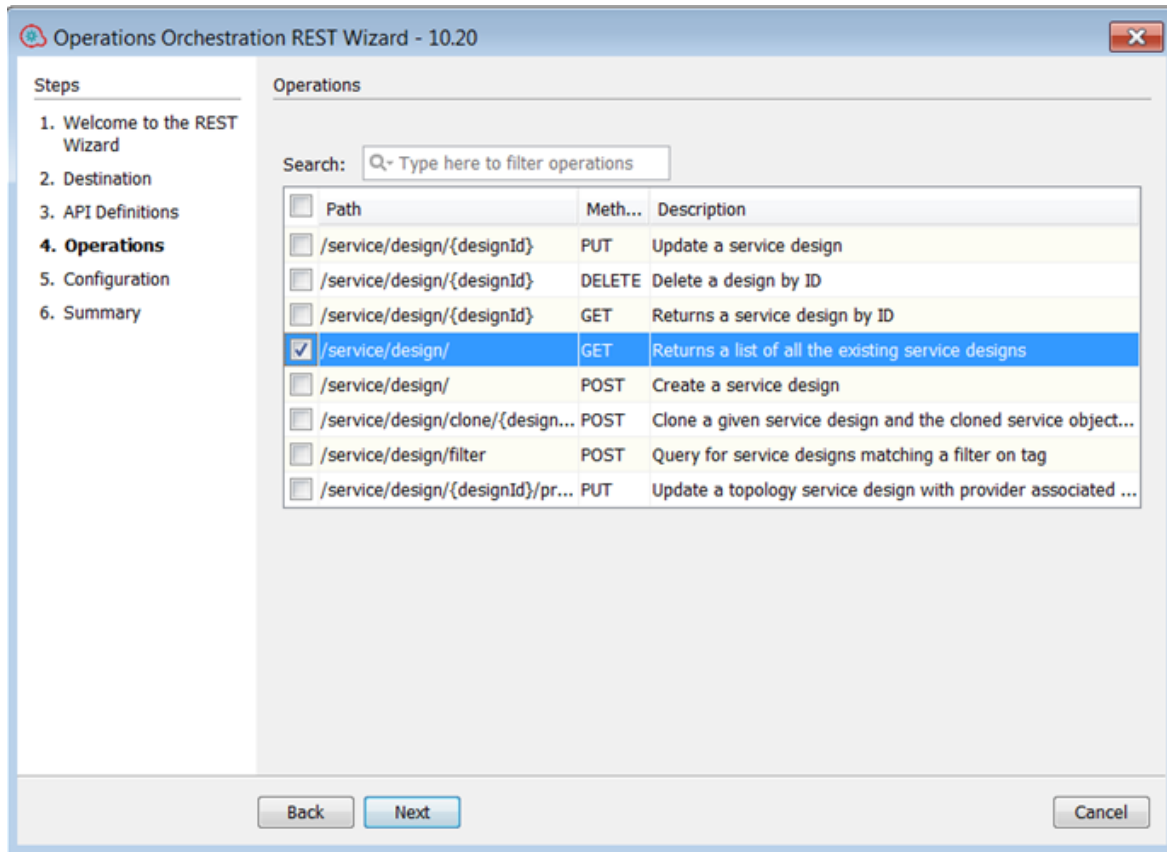 Operations Orchestration REST Wizard - 10.20
Steps
1. Welcome to the REST
Wizard
2. Destination
3. API Definitions
4. Operations
5. Configuration
6. Summary
Operations
Search: Type here to filter operations
Path Meth... Description
/service/design/{designId} PUT Update a service design
/service/design/{designId} DELETE Delete a design by ID
/service/design/{designId} GET Returns a service design by ID
/service/design/ GET Returns a list of all the existing service designs
/service/design/ POST Create a service design
/service/design/clone/{design... POST Clone a given service design and the cloned service object...
/service/design/filter POST Query for service designs matching a filter on tag
/service/design/{designId}/pr... PUT Update a topology service design with provider associated ...
Back Next Cancel